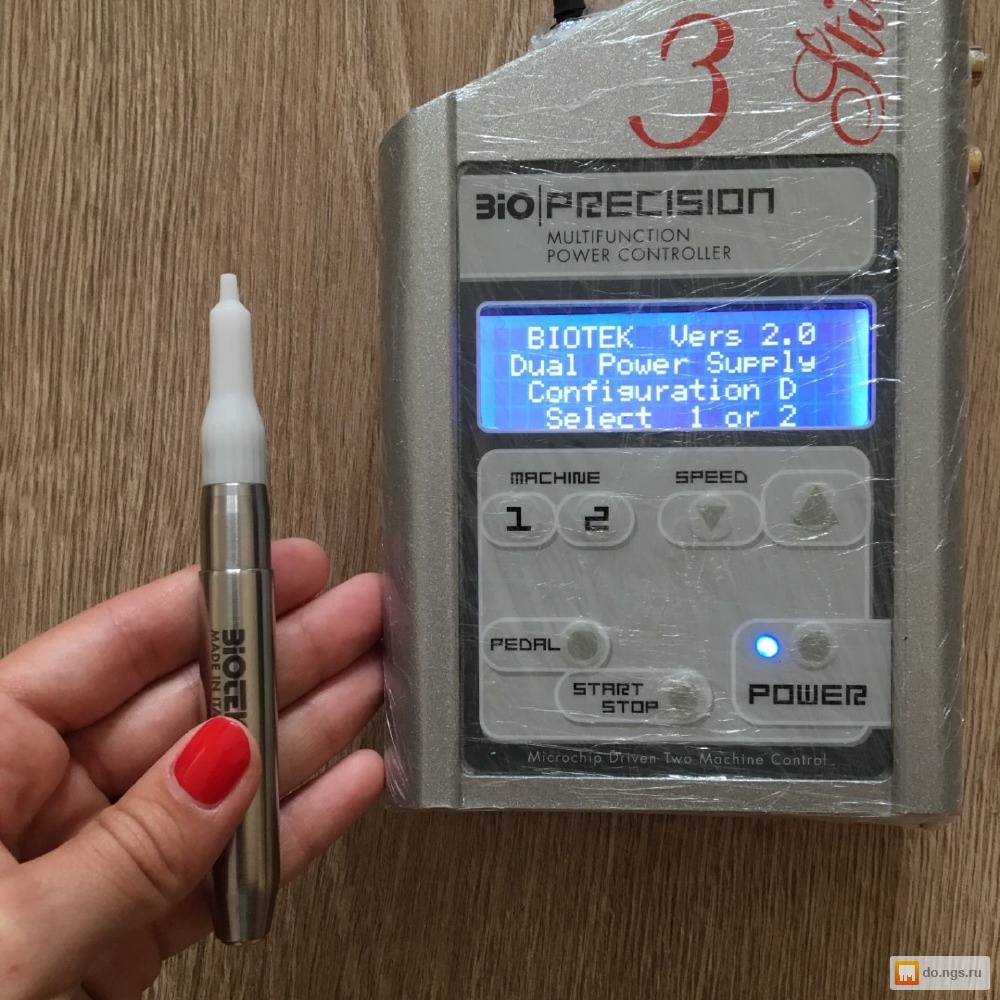 3
BIO|PRECISION
MULTIFUNCTION
POWER CONTROLLER
BIOTEK Vers 2.0
Dual Power Supply
Configuration D
Select 1 or 2
MACHINE
SPEED
1 2
PEDAL
START
STOP
POWER
Microchip Driven Two Machine Control
BIOTEK
MADE IN
do.ngs.ru